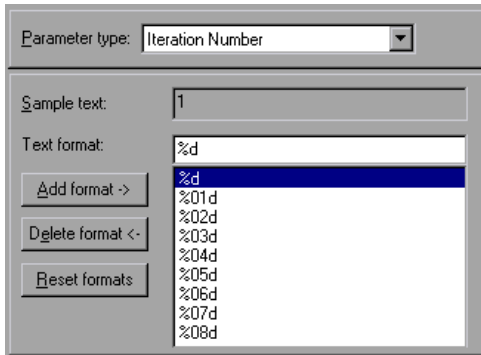 Parameter type: Iteration Number
Sample text: 1
Text format: %d
Add format ->
Delete format <-
Reset formats
%d
%01d
%02d
%03d
%04d
%05d
%06d
%07d
%08d